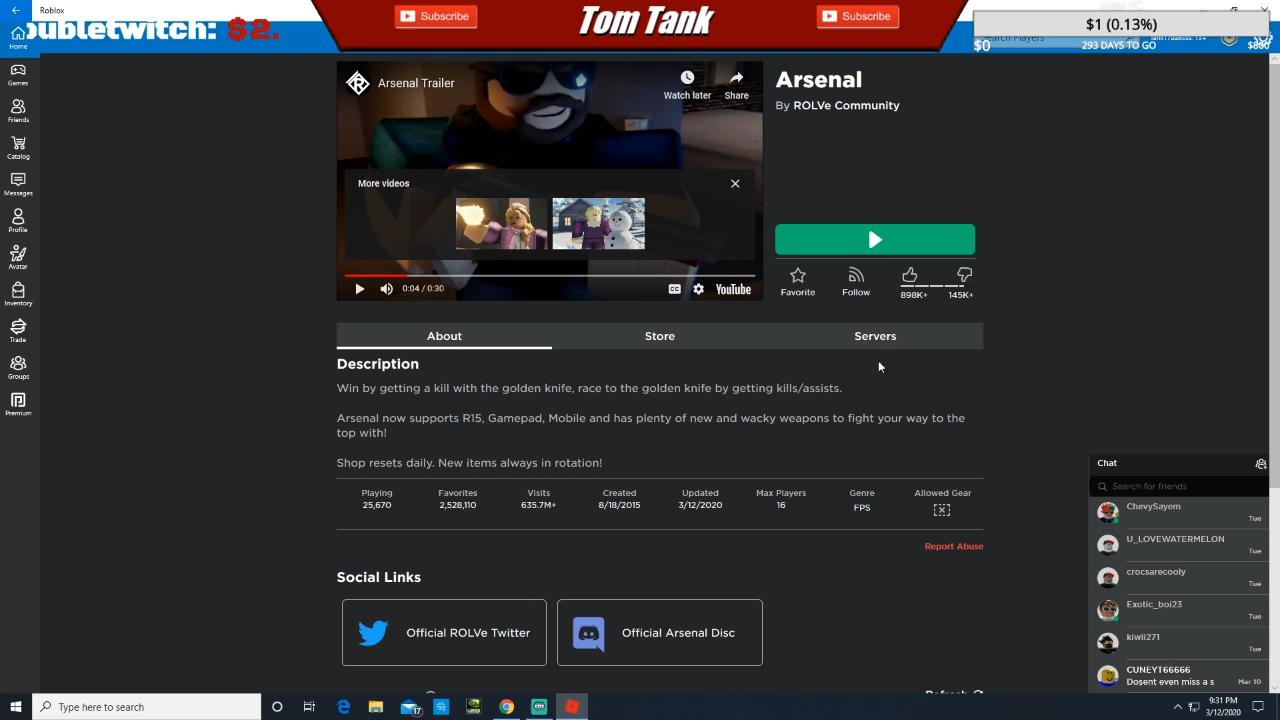 Roblox
Subscribe
Tom Tank
Subscribe
New PC
$1 (0.13%)
oubletwitch: $2.
Search Players
$0
293 DAYS TO GO
$800
Home
Games
Friends
Catalog
Messages
Profile
Avatar
Inventory
Trade
Groups
Premium
Arsenal Trailer
Watch later
Share
More videos
0:04 / 0:30
CC
YouTube
Arsenal
By ROLVe Community
Favorite
Follow
898K+
145K+
About
Store
Servers
Description
Win by getting a kill with the golden knife, race to the golden knife by getting kills/assists.
Arsenal now supports R15, Gamepad, Mobile and has plenty of new and wacky weapons to fight your way to the
top with!
Shop resets daily. New items always in rotation!
Playing
Favorites
Visits
Created
Updated
Max Players
Genre
Allowed Gear
25,670
2,528,110
635.7M+
8/18/2015
3/12/2020
16
FPS
Report Abuse
Social Links
Official ROLVe Twitter
Official Arsenal Disc
Chat
Search for friends
ChevySayem
Tue
U_LOVEWATERMELON
Tue
crocsarecooly
Tue
Exotic_boi23
Tue
kiwii271
Tue
CUNEYT66666
Dosent even miss a s
Mar 10
Type here to search
17
9:31 PM
3/12/2020